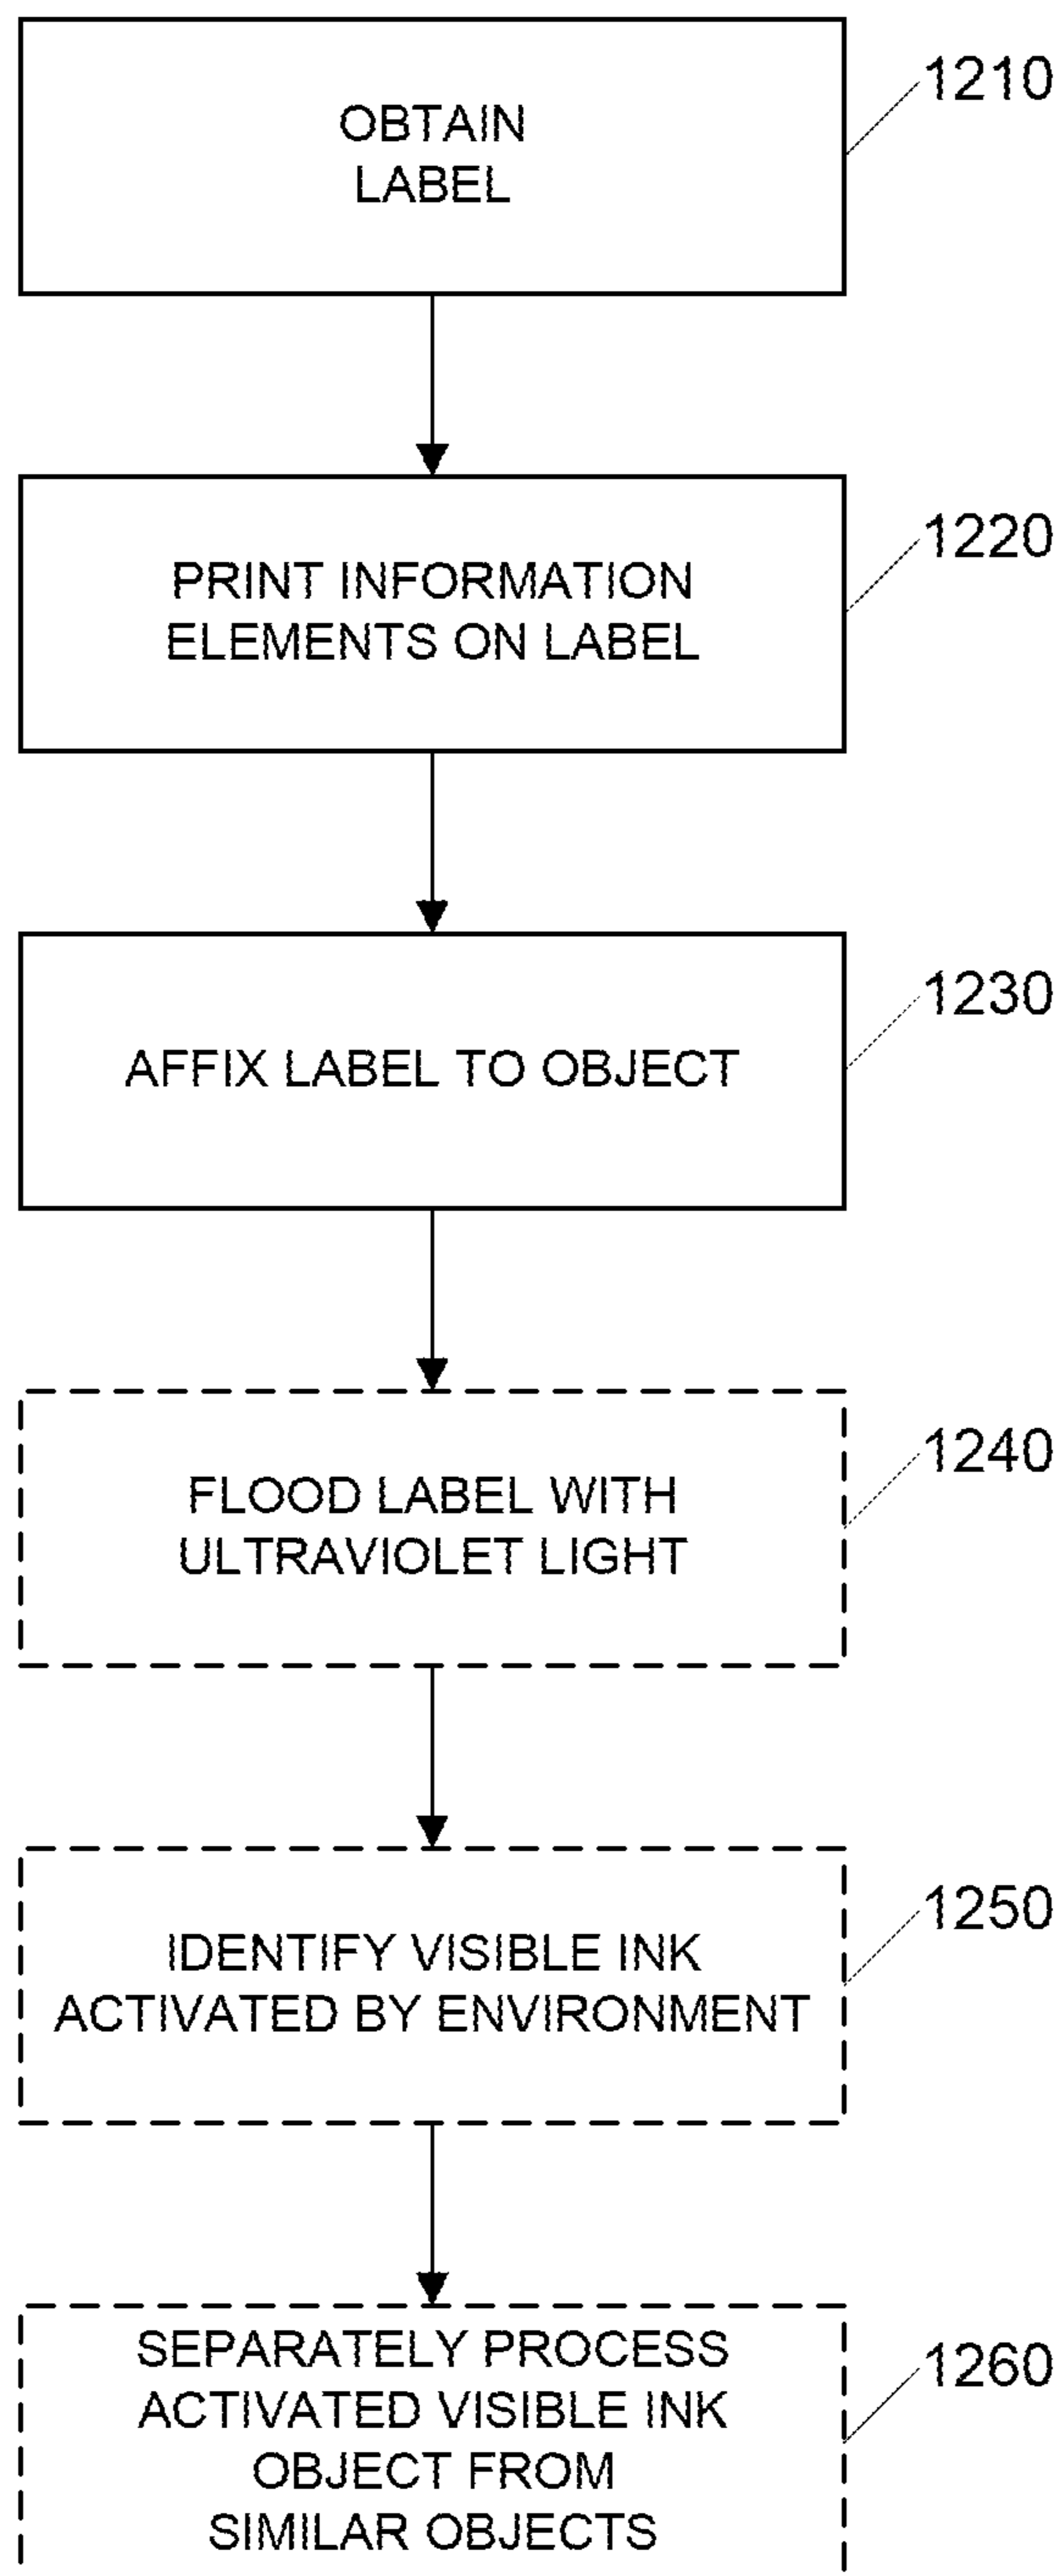 OBTAIN
LABEL
1210
PRINT INFORMATION
ELEMENTS ON LABEL
1220
AFFIX LABEL TO OBJECT
1230
FLOOD LABEL WITH
ULTRAVIOLET LIGHT
1240
IDENTIFY VISIBLE INK
ACTIVATED BY ENVIRONMENT
1250
SEPARATELY PROCESS
ACTIVATED VISIBLE INK
OBJECT FROM
SIMILAR OBJECTS
1260